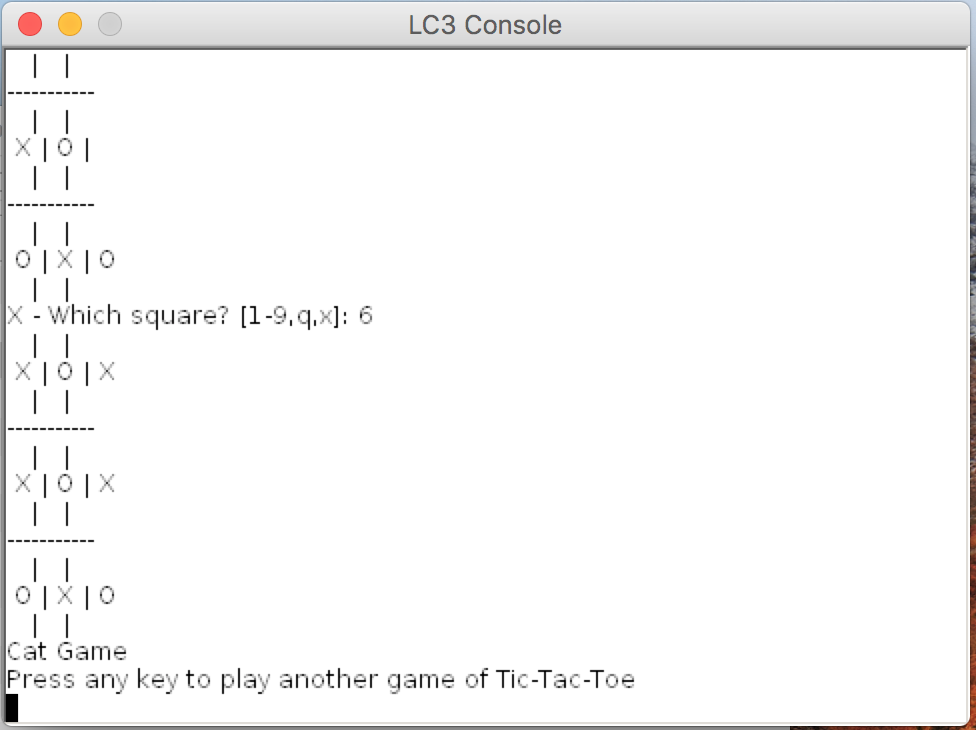 LC3 Console
  |  |
-----------
  |  |
X | O |
  |  |
-----------
  |  |
O | X | O
  |  |
X - Which square? [1-9,q,x]: 6
  |  |
X | O | X
  |  |
-----------
  |  |
X | O | X
  |  |
-----------
  |  |
O | X | O
  |  |
Cat Game
Press any key to play another game of Tic-Tac-Toe